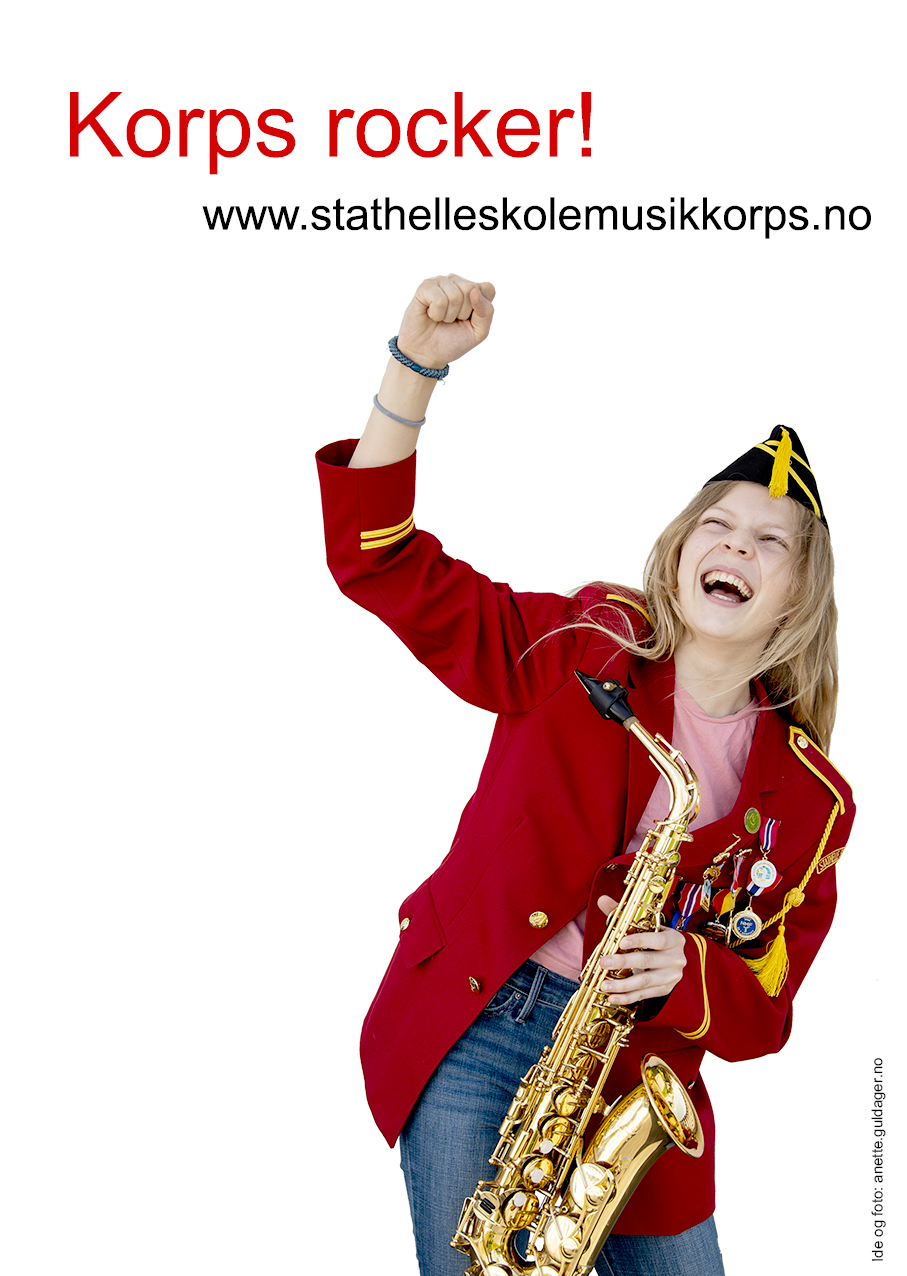 Korps rocker!
www.stathelleskolemusikkorps.no
Ide og foto: anette.guldager.no